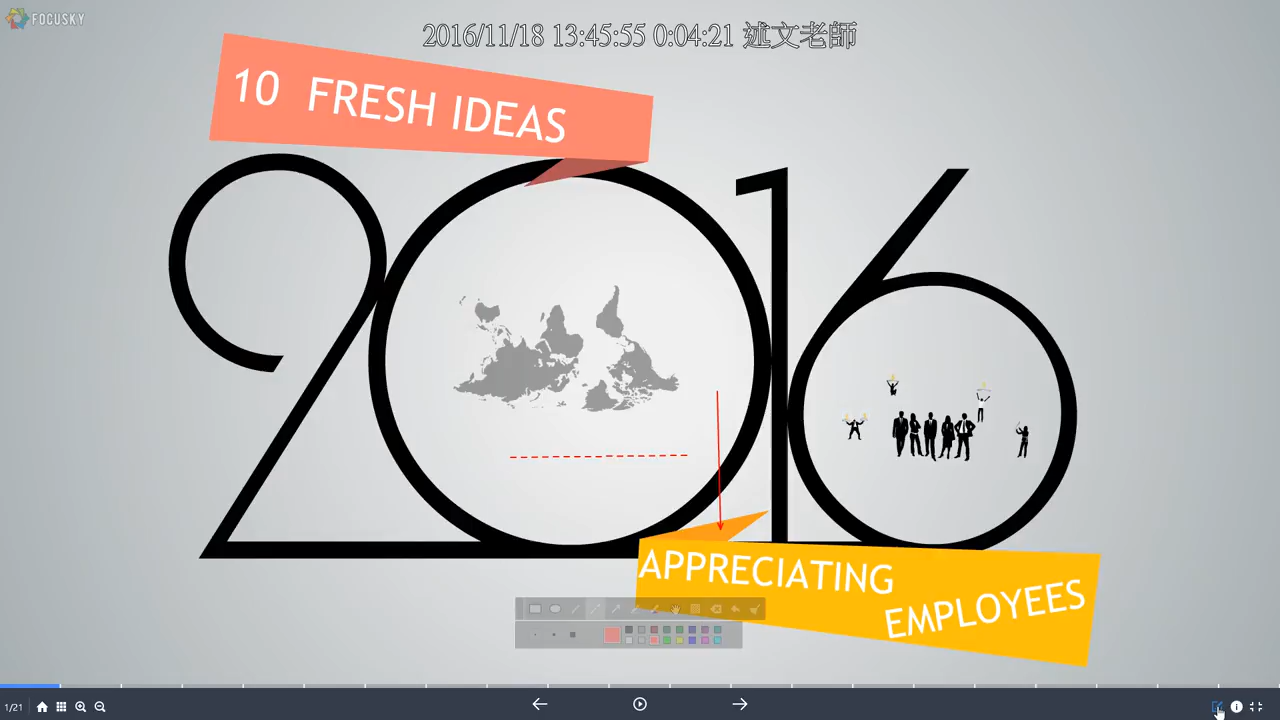 FOCUSKY
2016/11/18 13:45:55 0:04:21 述文老師
10 FRESH IDEAS
2016
APPRECIATING
EMPLOYEES
1/21